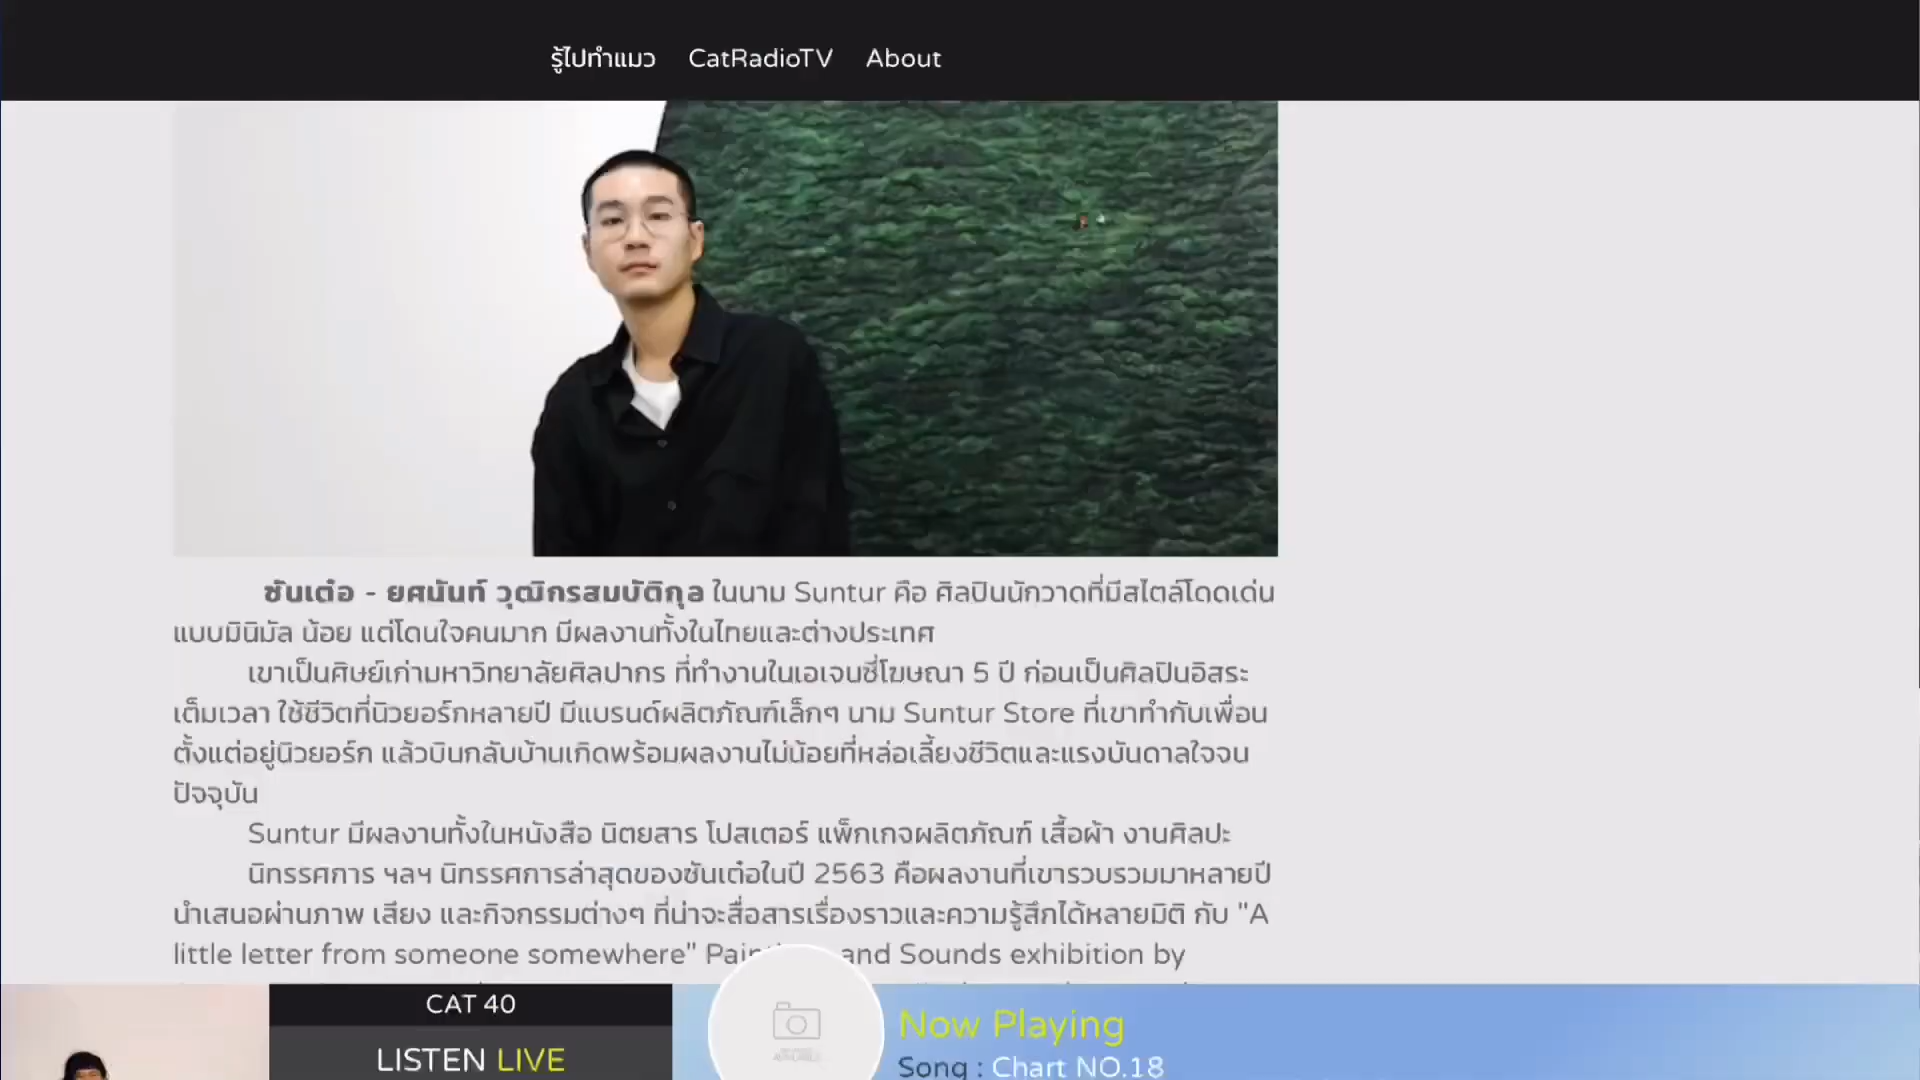 รู้ไปทำแมว CatRadioTV About
ซันเต๋อ - ยศนันท์ วุฒิกรสมบัติกุล ในนาม Suntur คือ ศิลปินนักวาดที่มีสไตล์โดดเด่น
แบบมินิมัล น้อย แต่โดนใจคนมาก มีผลงานทั้งในไทยและต่างประเทศ
เขาเป็นศิษย์เก่ามหาวิทยาลัยศิลปากร ที่ทำงานในเอเจนซี่โฆษณา 5 ปี ก่อนเป็นศิลปินอิสระ
เต็มเวลา ใช้ชีวิตที่นิวยอร์กหลายปี มีแบรนด์ผลิตภัณฑ์เล็กๆ นาม Suntur Store ที่เขาทำกับเพื่อน
ตั้งแต่อยู่นิวยอร์ก แล้วบินกลับบ้านเกิดพร้อมผลงานไม่น้อยที่หล่อเลี้ยงชีวิตและแรงบันดาลใจจน
ปัจจุบัน
Suntur มีผลงานทั้งในหนังสือ นิตยสาร โปสเตอร์ แพ็กเกจผลิตภัณฑ์ เสื้อผ้า งานศิลปะ
นิทรรศการ ฯลฯ นิทรรศการล่าสุดของซันเต๋อในปี 2563 คือผลงานที่เขารวบรวมมาหลายปี
นำเสนอผ่านภาพ เสียง และกิจกรรมต่างๆ ที่น่าจะสื่อสารเรื่องราวและความรู้สึกได้หลายมิติ กับ "A
little letter from someone somewhere" and Sounds exhibition by
CAT 40
LISTEN LIVE
Now Playing
Song : Chart NO.18